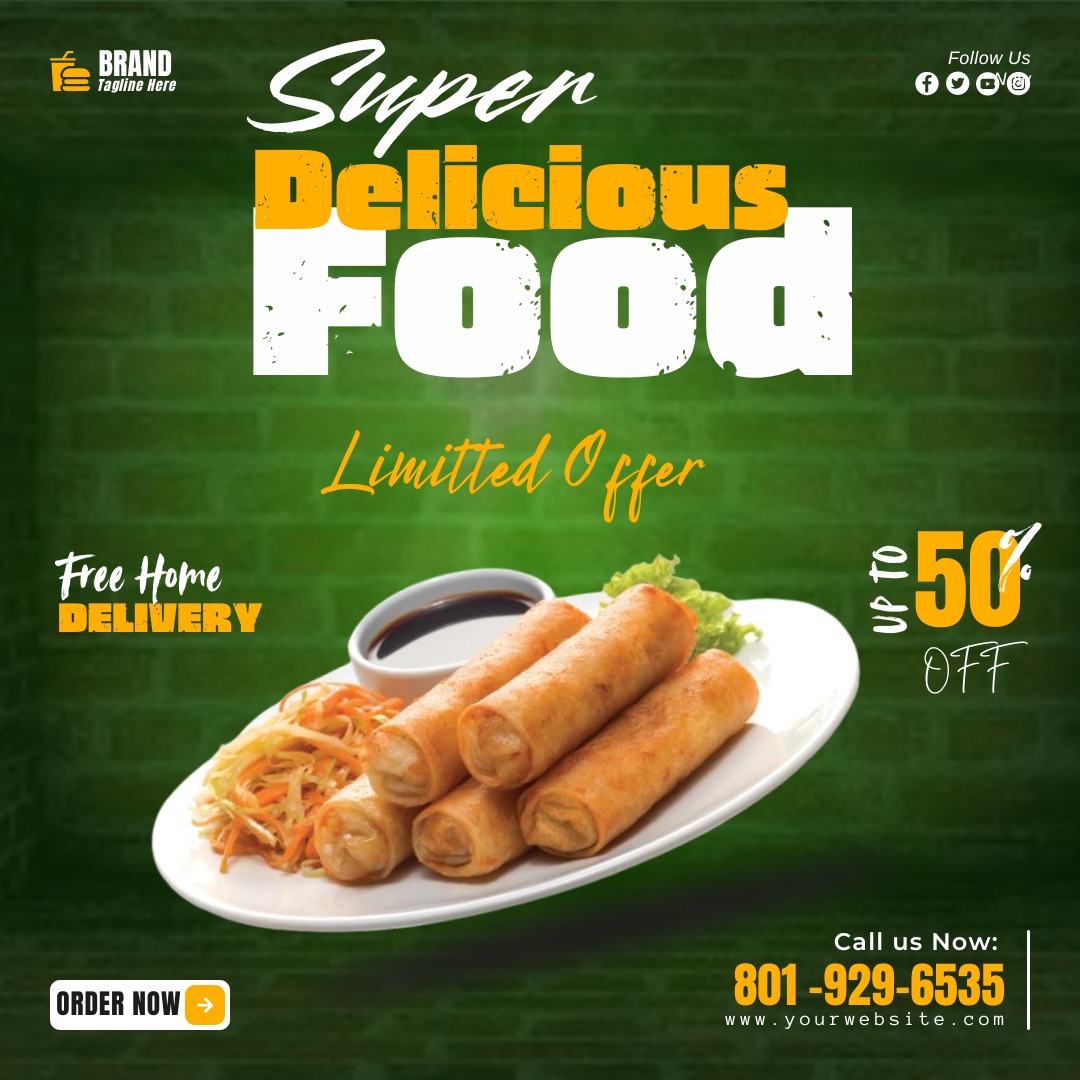 BRAND
Tagline Here
Follow Us
Now
Super
Delicious
Food
Limitted Offer
Free Home
DELIVERY
UP TO
50%
OFF
Call us Now:
801 -929-6535
www.yourwebsite.com
ORDER NOW